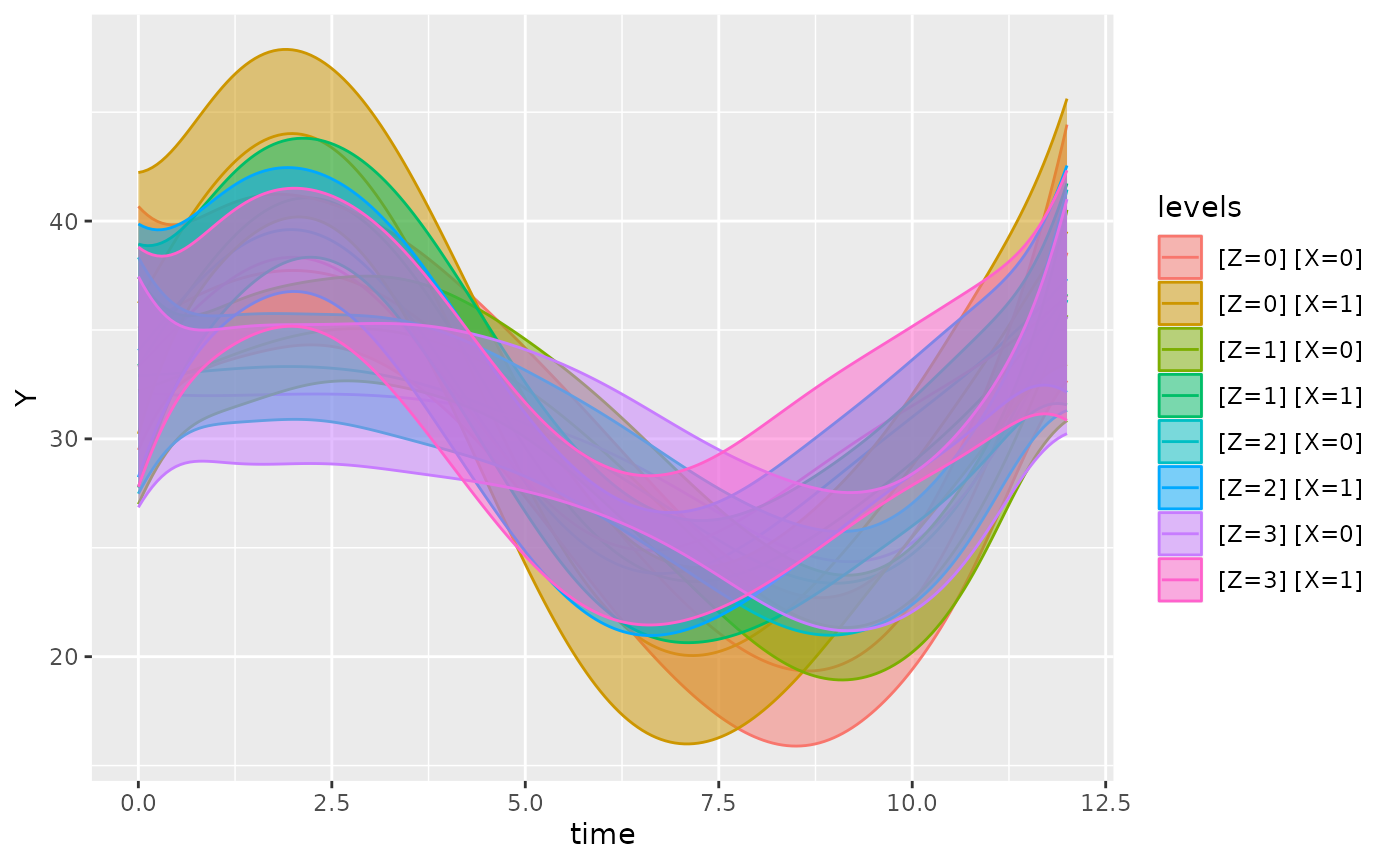 40
30
20
Y
0.0 2.5 5.0 7.5 10.0 12.5
time
levels
[Z=0] [X=0]
[Z=0] [X=1]
[Z=1] [X=0]
[Z=1] [X=1]
[Z=2] [X=0]
[Z=2] [X=1]
[Z=3] [X=0]
[Z=3] [X=1]